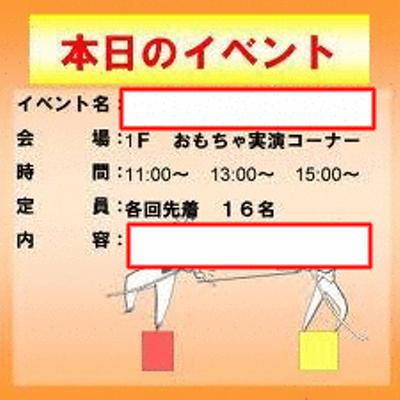 本日のイベント
イベント名：
会　　場：1F　おもちゃ実演コーナー
時　　間：11:00～　13:00～　15:00～
定　　員：各回先着　１６名
内　　容：